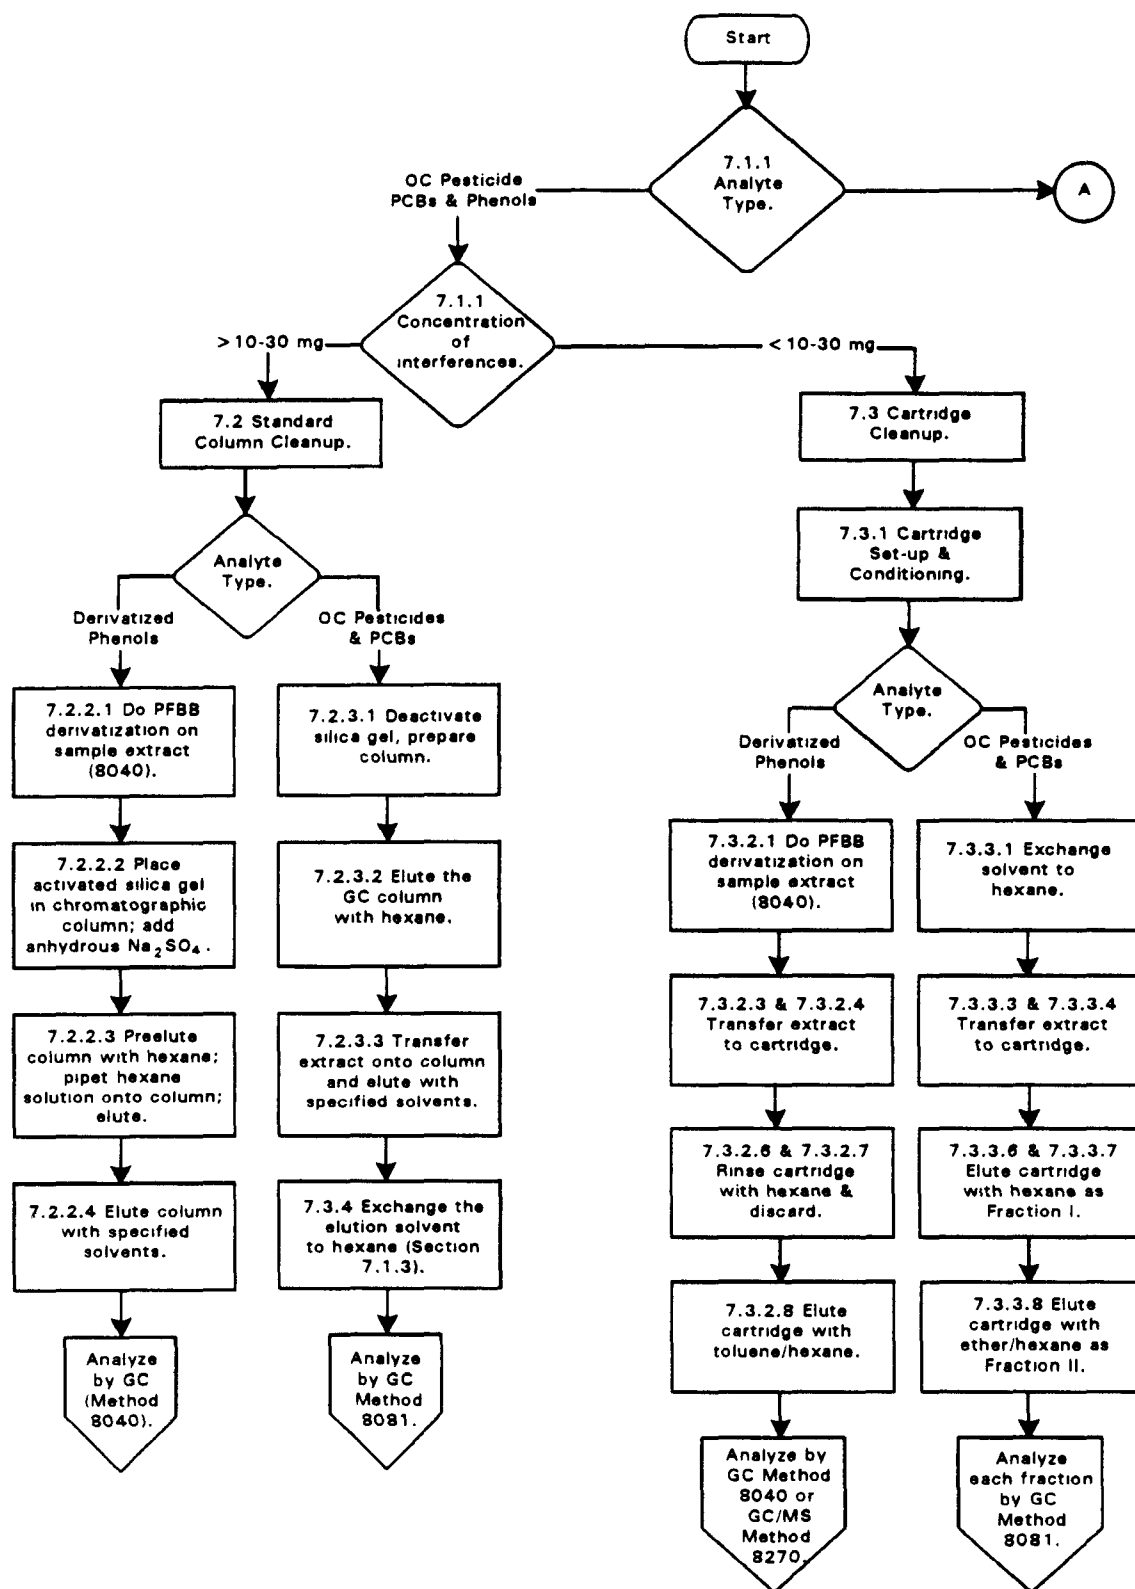 Start
7.1.1
Analyte
Type.
A
OC Pesticide
PCBs & Phenols
7.1.1
Concentration
of
interferences.
>10-30 mg
<10-30 mg
7.2 Standard
Column Cleanup.
7.3 Cartridge
Cleanup.
7.3.1 Cartridge
Set-up &
Conditioning.
Analyte
Type.
Derivatized
Phenols
OC Pesticides
& PCBs
Analyte
Type.
Derivatized
Phenols
OC Pesticides
& PCBs
7.2.2.1 Do PFBB
derivatization on
sample extract
(8040).
7.2.3.1 Deactivate
silica gel, prepare
column.
7.3.2.1 Do PFBB
derivatization on
sample extract
(8040).
7.3.3.1 Exchange
solvent to
hexane.
7.2.2.2 Place
activated silica gel
in chromatographic
column; add
anhydrous Na₂SO₄.
7.2.3.2 Elute the
GC column
with hexane.
7.3.2.3 & 7.3.2.4
Transfer extract
to cartridge.
7.3.3.3 & 7.3.3.4
Transfer extract
to cartridge.
7.2.2.3 Preelute
column with hexane;
pipet hexane
solution onto column;
elute.
7.2.3.3 Transfer
extract onto column
and elute with
specified solvents.
7.3.2.6 & 7.3.2.7
Rinse cartridge
with hexane &
discard.
7.3.3.6 & 7.3.3.7
Elute cartridge
with hexane as
Fraction I.
7.2.2.4 Elute column
with specified
solvents.
7.3.4 Exchange the
elution solvent
to hexane (Section
7.1.3).
7.3.2.8 Elute
cartridge with
toluene/hexane.
7.3.3.8 Elute
cartridge with
ether/hexane as
Fraction II.
Analyze
by GC
(Method
8040).
Analyze
by GC
Method
8081.
Analyze by
GC Method
8040 or
GC/MS
Method
8270.
Analyze
each fraction
by GC
Method
8081.